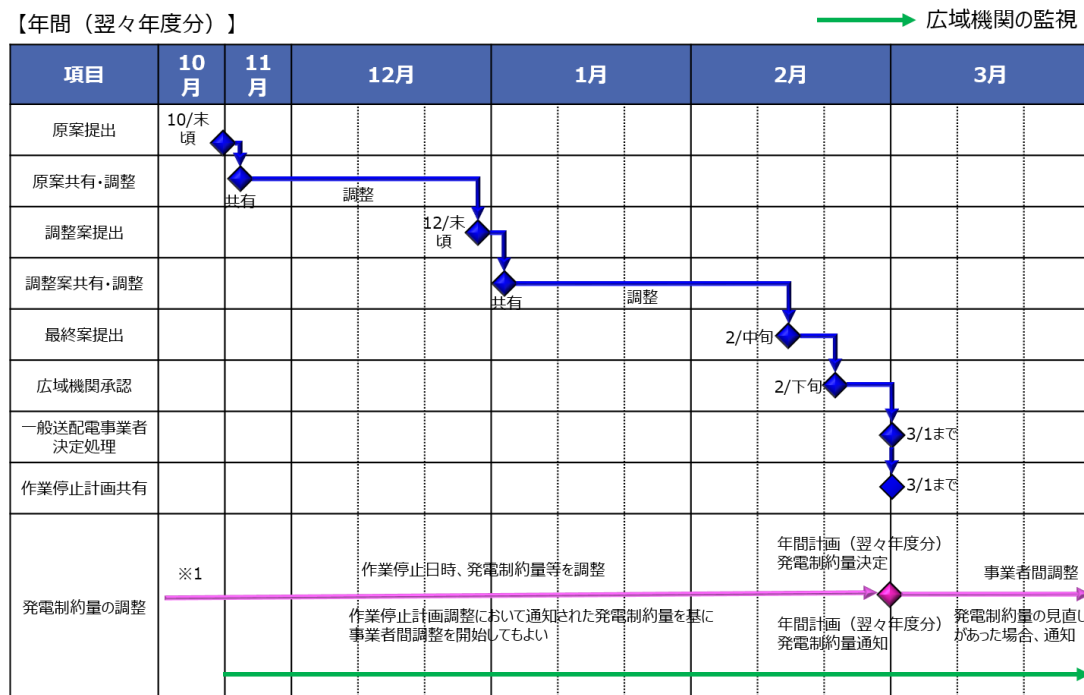 【年間（翌々年度分）】
広域機関の監視
項目
10
月
11
月
12月
1月
2月
3月
原案提出
10/末
頃
原案共有・調整
共有
調整
調整案提出
12/末
頃
調整案共有・調整
共有
調整
最終案提出
2/中旬
広域機関承認
2/下旬
一般送配電事業者
決定処理
3/1まで
作業停止計画共有
3/1まで
発電制約量の調整
※1
作業停止日時、発電制約量等を調整
作業停止計画調整において通知された発電制約量を基に
事業者間調整を開始してもよい
年間計画（翌々年度分）
発電制約量決定
年間計画（翌々年度分）
発電制約量通知
事業者間調整
発電制約量の見直し
があった場合、通知